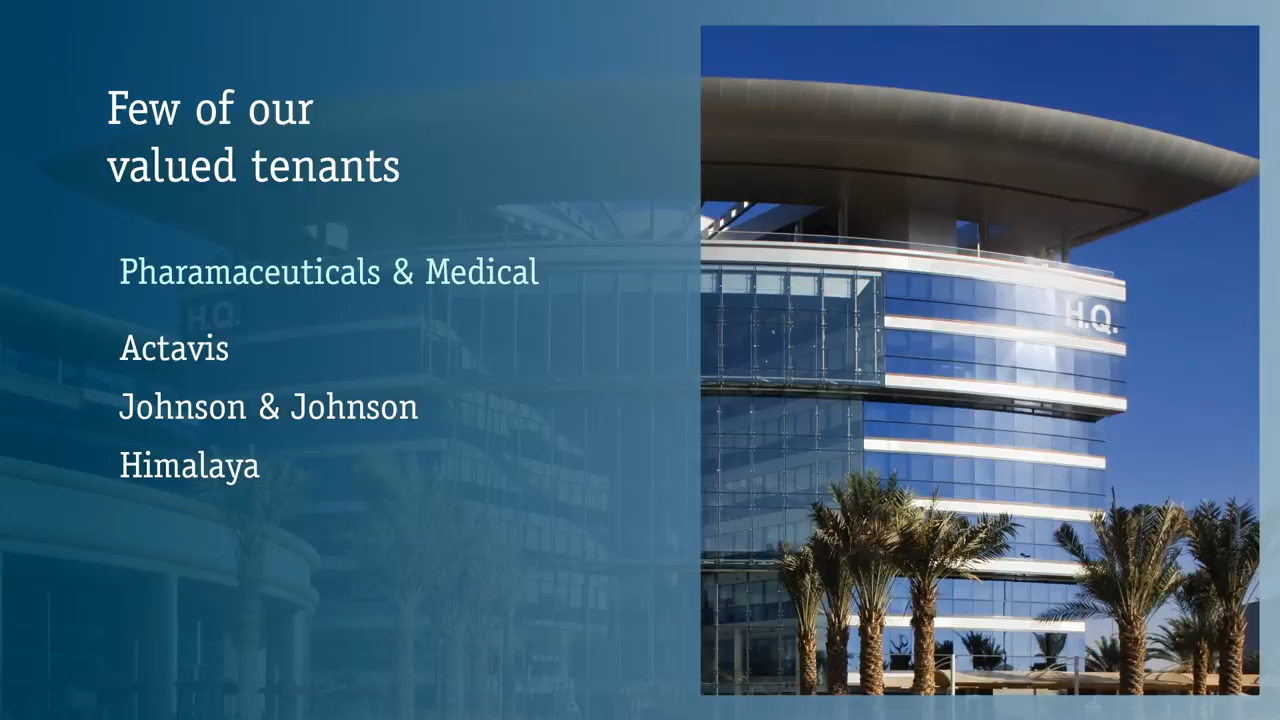 Few of our
valued tenants
Pharamaceuticals & Medical
Actavis
Johnson & Johnson
Himalaya
H.Q.
H.Q.